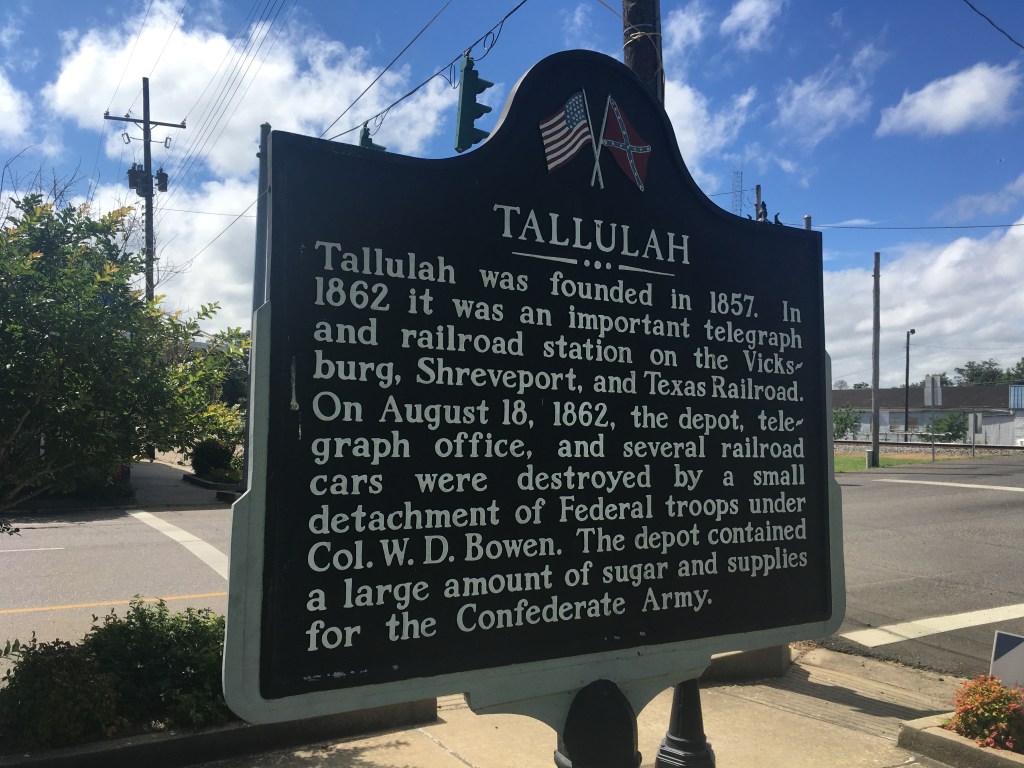 TALLULAH
Tallulah was founded in 1857. In
1862 it was an important telegraph
and railroad station on the Vicks-
burg, Shreveport, and Texas Railroad.
On August 18, 1862, the depot, tele-
graph office, and several railroad
cars were destroyed by a small
detachment of Federal troops under
Col. W. D. Bowen. The depot contained
a large amount of sugar and supplies
for the Confederate Army.